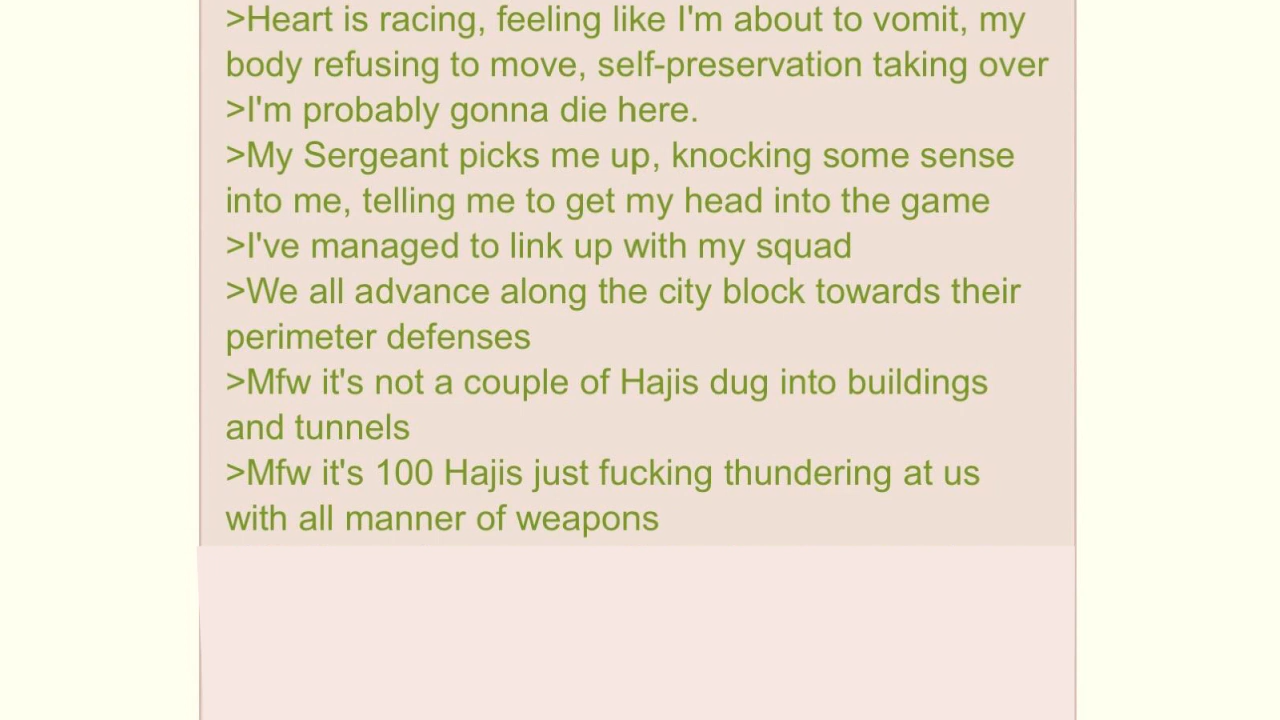 >Heart is racing, feeling like I'm about to vomit, my
body refusing to move, self-preservation taking over
>I'm probably gonna die here.
>My Sergeant picks me up, knocking some sense
into me, telling me to get my head into the game
>I've managed to link up with my squad
>We all advance along the city block towards their
perimeter defenses
>Mfw it's not a couple of Hajis dug into buildings
and tunnels
>Mfw it's 100 Hajis just fucking thundering at us
with all manner of weapons